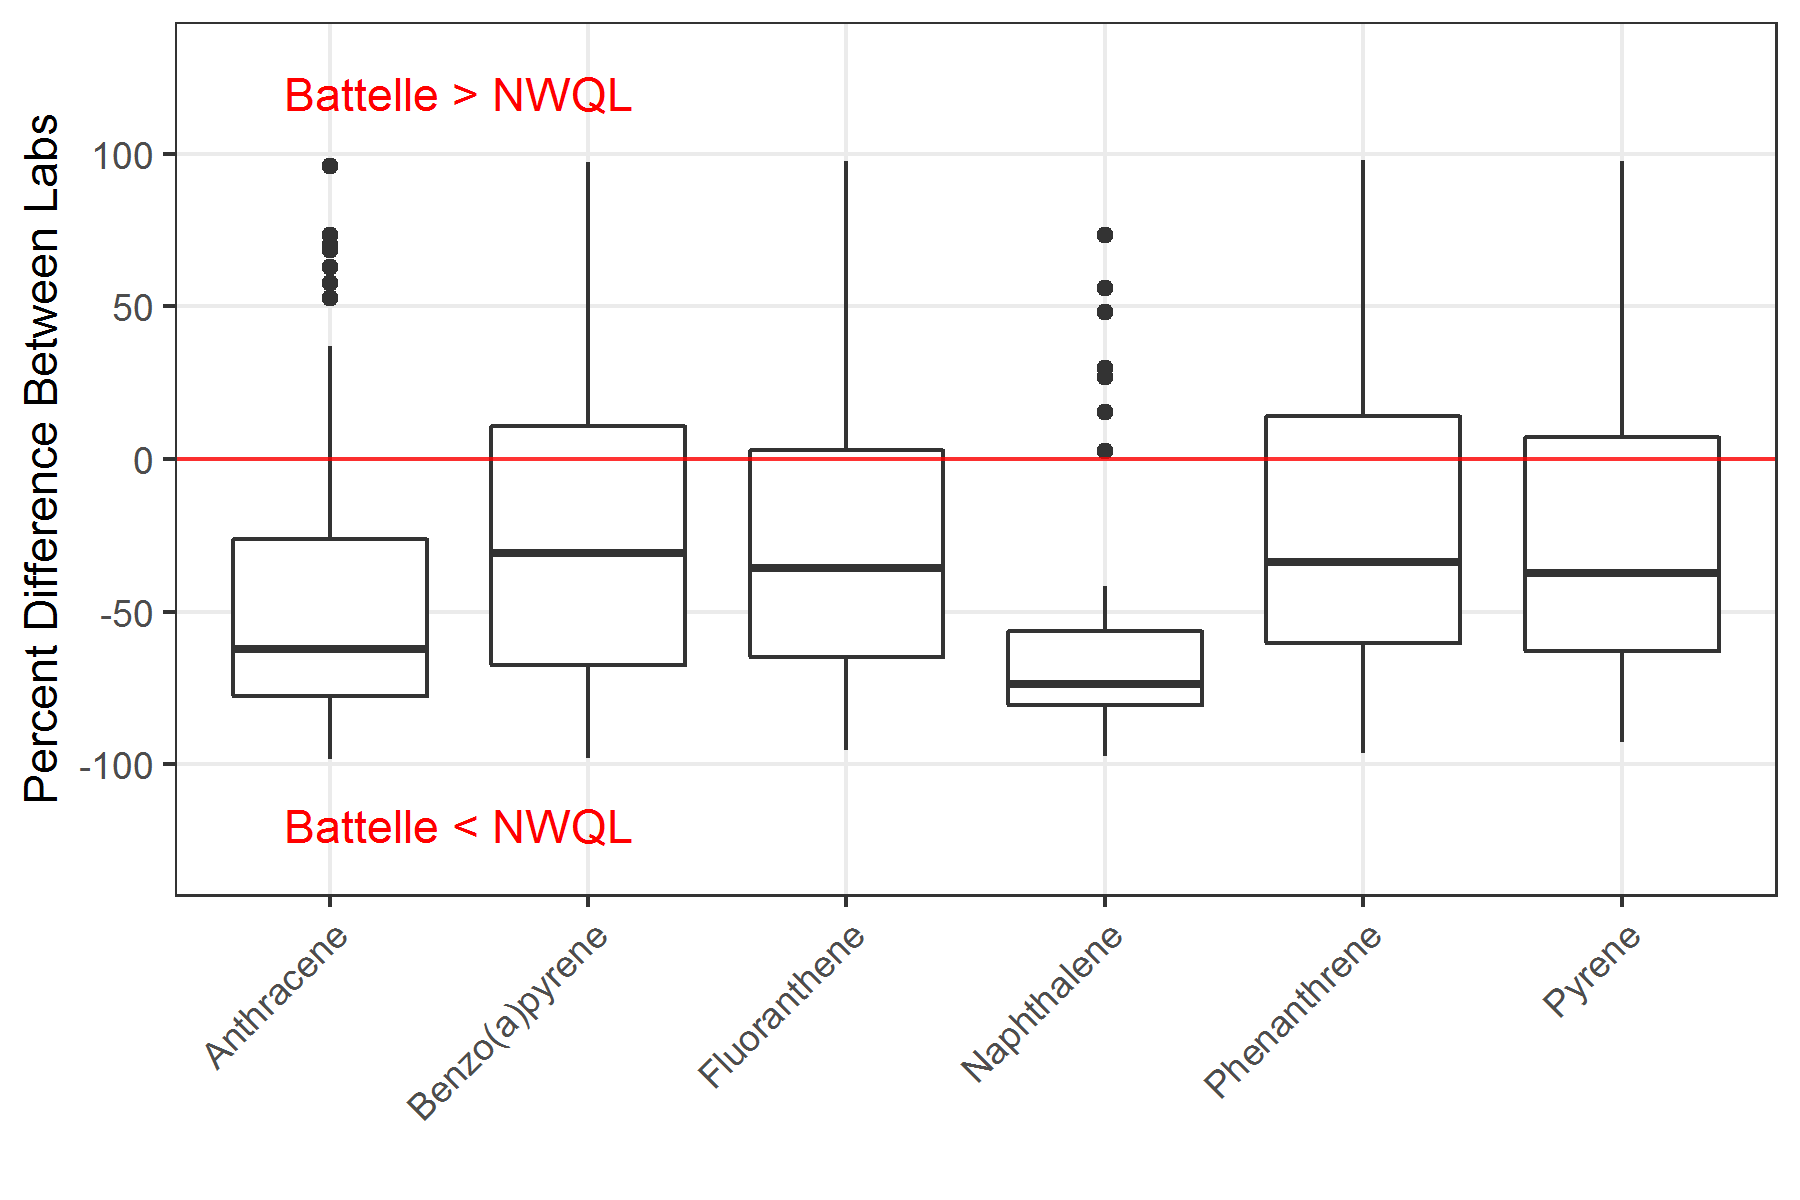 Percent Difference Between Labs
Battelle > NWQL
100
50
0
-50
-100
Battelle < NWQL
Anthracene
Benzo(a)pyrene
Fluoranthene
Naphthalene
Phenanthrene
Pyrene